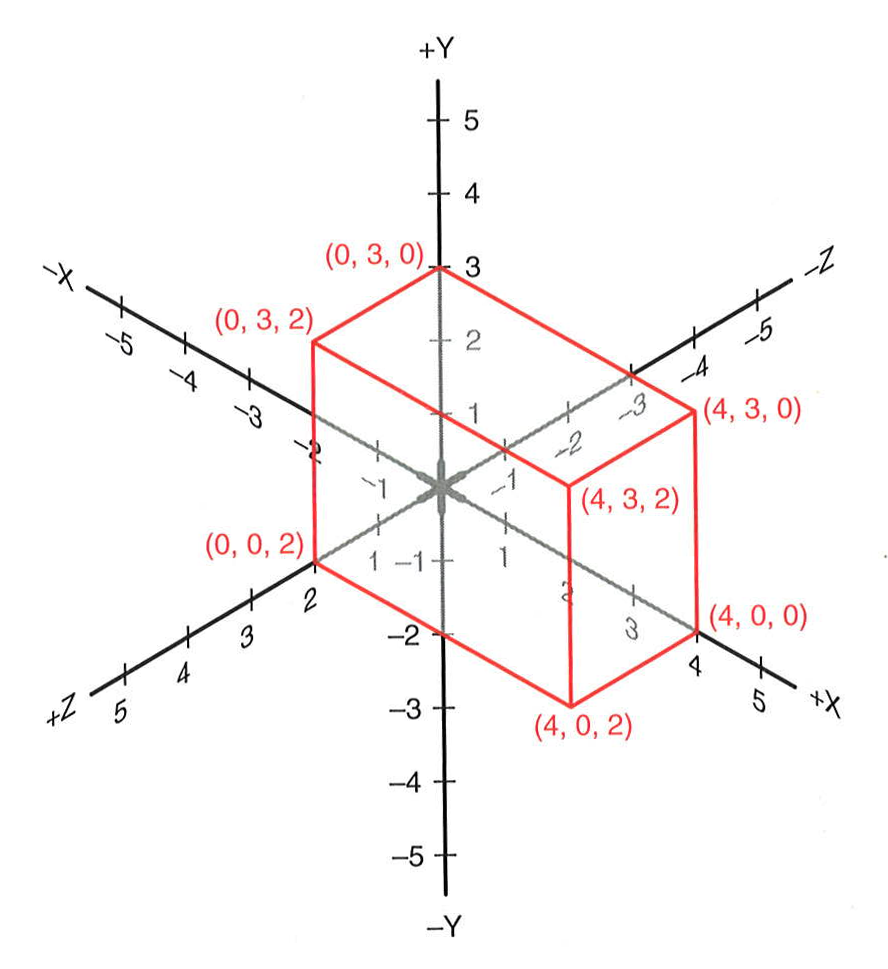 +Y
5
4
(0, 3, 0)
3
–Z
–X
(0, 3, 2)
–5
–5
2
–4
–4
–3
1
–3
(4, 3, 0)
–2
–2
–1
–1
(4, 3, 2)
(0, 0, 2)
1
–1
1
2
2
(4, 0, 0)
3
–2
3
4
4
5
–3
5
+Z
+X
(4, 0, 2)
–4
–5
–Y